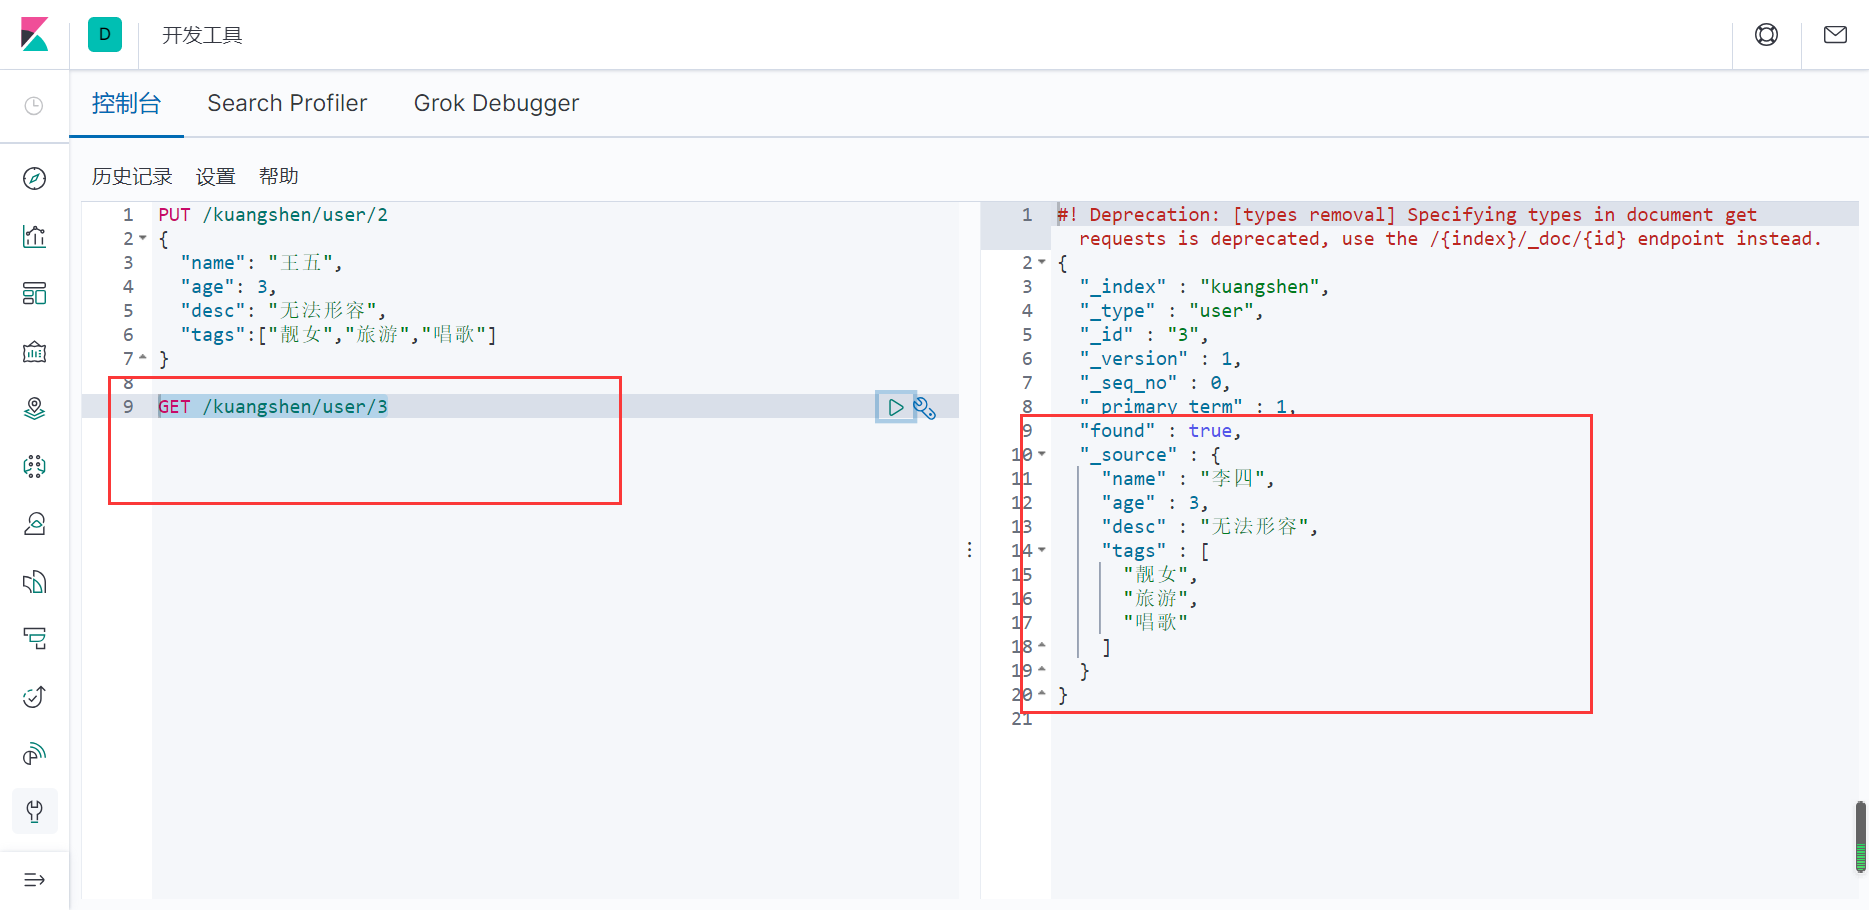 D 开发工具
控制台 Search Profiler Grok Debugger
历史记录 设置 帮助
1 PUT /kuangshen/user/2
2 {
3 "name": "王五",
4 "age": 3,
5 "desc": "无法形容",
6 "tags":["靓女","旅游","唱歌"]
7 }
8
9 GET /kuangshen/user/3
1 #! Deprecation: [types removal] Specifying types in document get
requests is deprecated, use the /{index}/_doc/{id} endpoint instead.
2 {
3 "_index" : "kuangshen",
4 "_type" : "user",
5 "_id" : "3",
6 "_version" : 1,
7 "_seq_no" : 0,
8 "_primary_term" : 1,
9 "found" : true,
10 "_source" : {
11 "name" : "李四",
12 "age" : 3,
13 "desc" : "无法形容",
14 "tags" : [
15 "靓女",
16 "旅游",
17 "唱歌"
18 ]
19 }
20 }
21